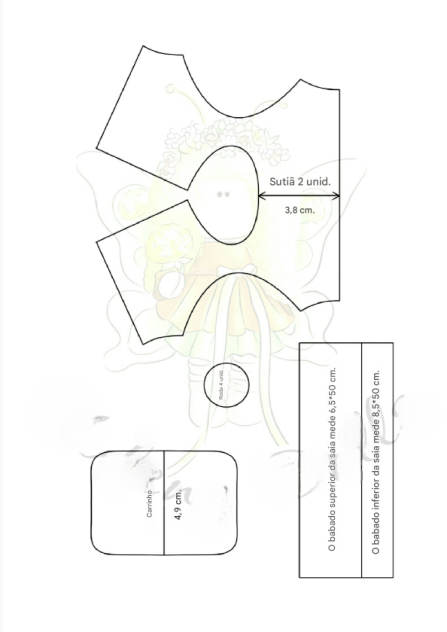 Sutiã 2 unid.
3,8 cm.
Roda 4 unid.
O babado superior da saia mede 6,5*50 cm.
O babado inferior da saia mede 8,5*50 cm.
Carrinho
4,9 cm.